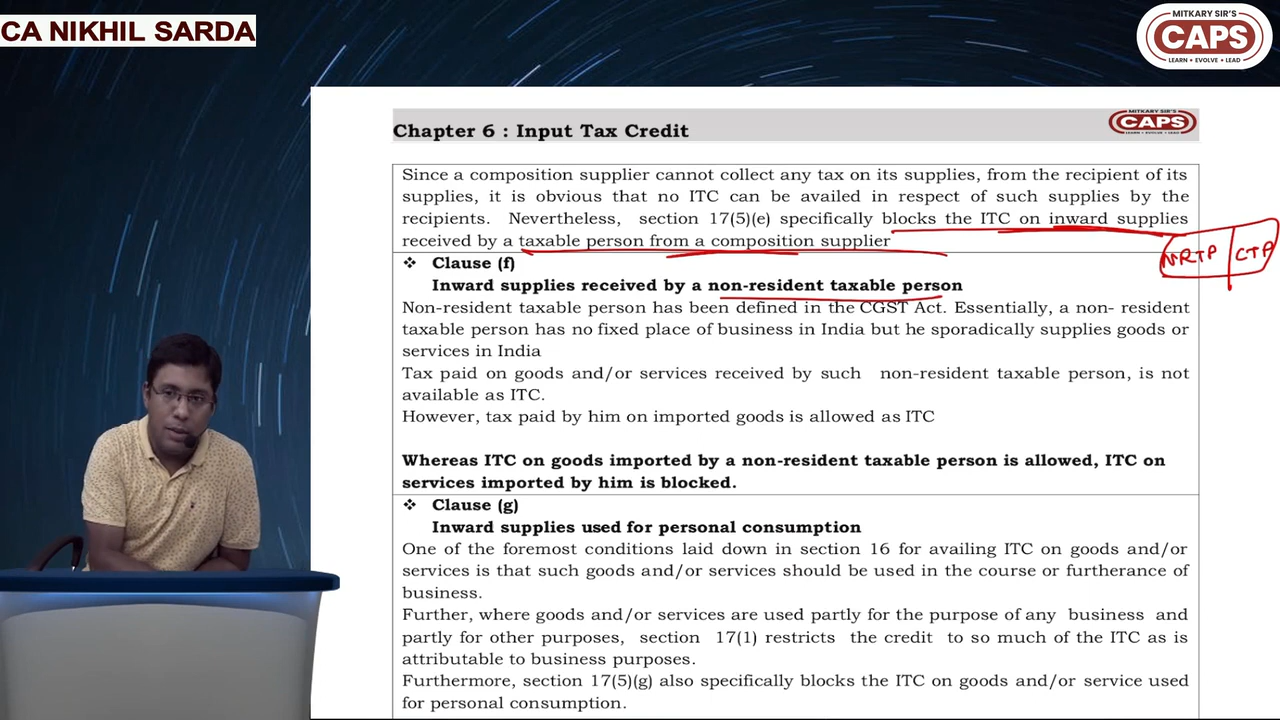 CA NIKHIL SARDA
MITKARY SIR'S
CAPS
LEARN • EVOLVE • LEAD
Chapter 6 : Input Tax Credit
MITKARY SIR'S
CAPS
LEARN • EVOLVE • LEAD
Since a composition supplier cannot collect any tax on its supplies, from the recipient of its
supplies, it is obvious that no ITC can be availed in respect of such supplies by the
recipients. Nevertheless, section 17(5)(e) specifically blocks the ITC on inward supplies
received by a taxable person from a composition supplier
NRTP CTP
❖ Clause (f)
Inward supplies received by a non-resident taxable person
Non-resident taxable person has been defined in the CGST Act. Essentially, a non- resident
taxable person has no fixed place of business in India but he sporadically supplies goods or
services in India
Tax paid on goods and/or services received by such non-resident taxable person, is not
available as ITC.
However, tax paid by him on imported goods is allowed as ITC
Whereas ITC on goods imported by a non-resident taxable person is allowed, ITC on
services imported by him is blocked.
❖ Clause (g)
Inward supplies used for personal consumption
One of the foremost conditions laid down in section 16 for availing ITC on goods and/or
services is that such goods and/or services should be used in the course or furtherance of
business.
Further, where goods and/or services are used partly for the purpose of any business and
partly for other purposes, section 17(1) restricts the credit to so much of the ITC as is
attributable to business purposes.
Furthermore, section 17(5)(g) also specifically blocks the ITC on goods and/or service used
for personal consumption.